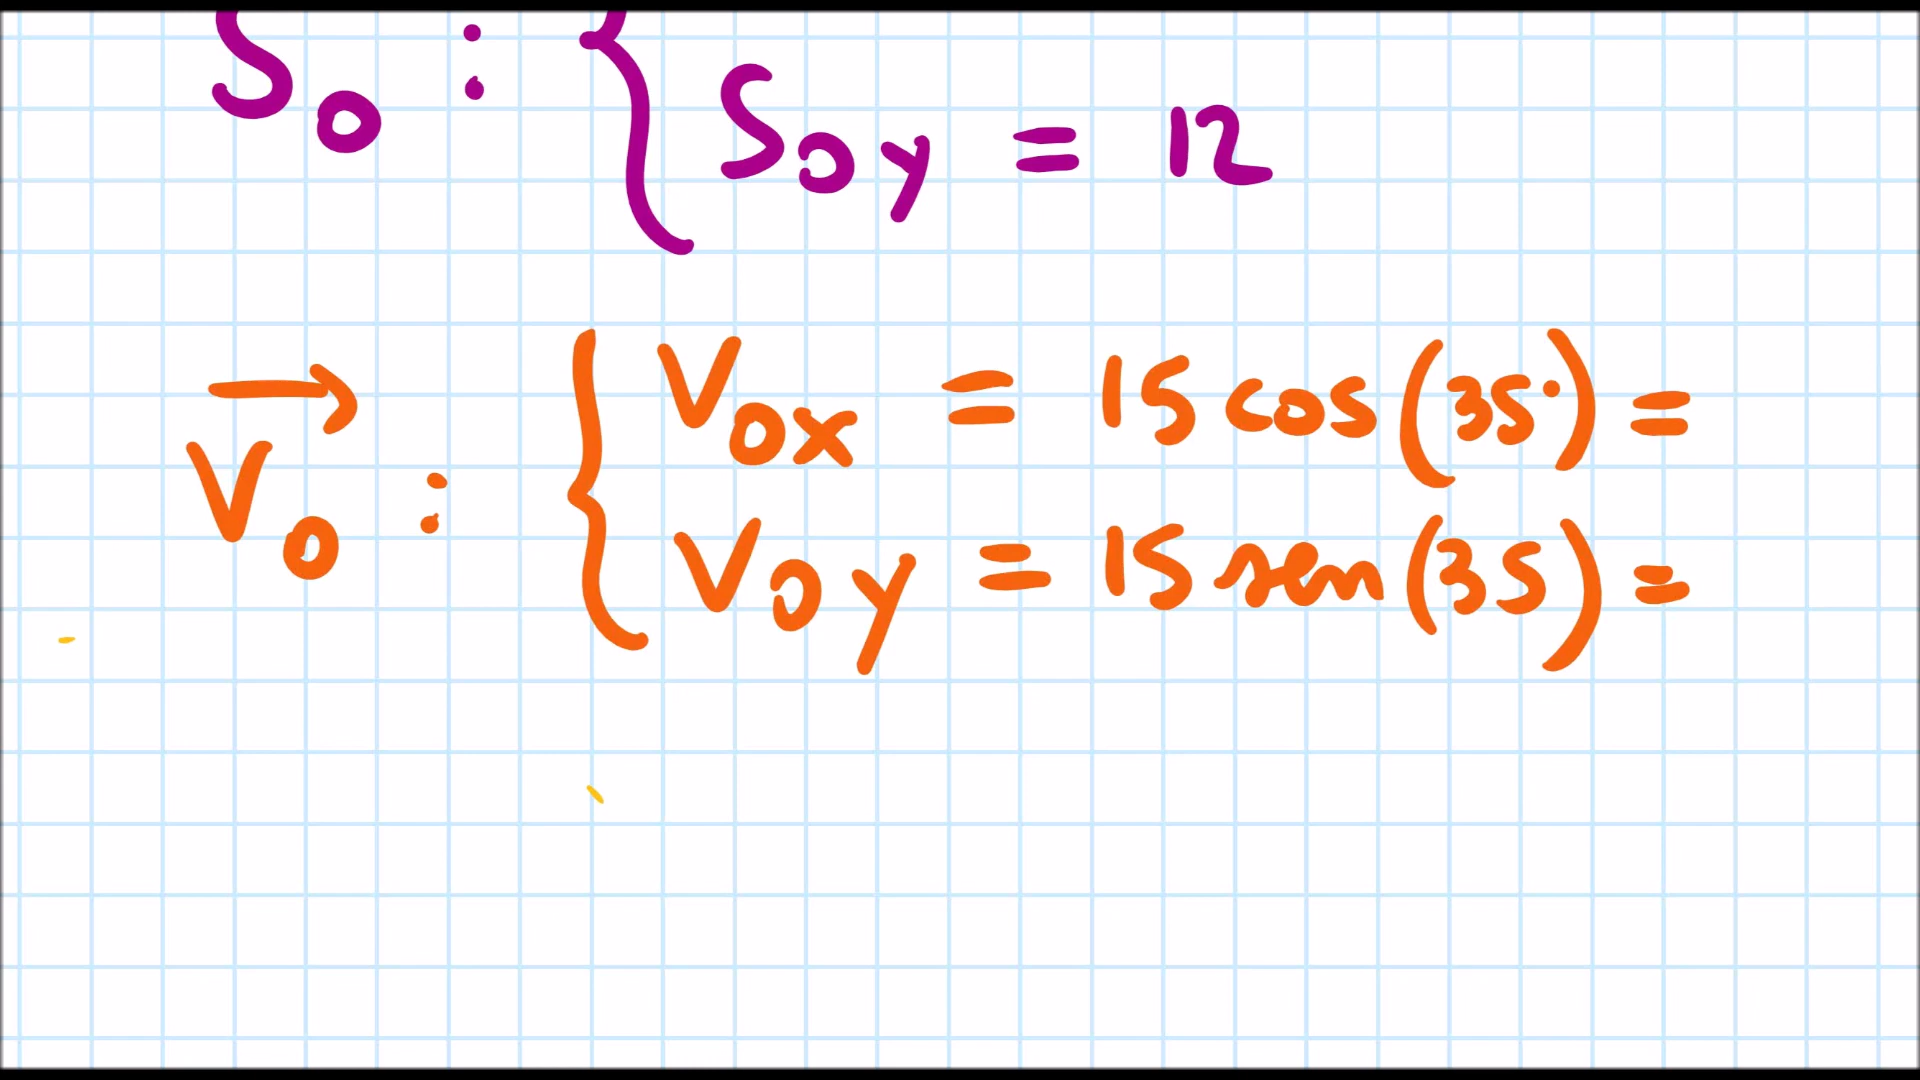 S₀ : {
S₀y = 12
V₀ₓ = 15 cos(35°) =
→
V₀ : {
V₀y = 15 sen(35) =